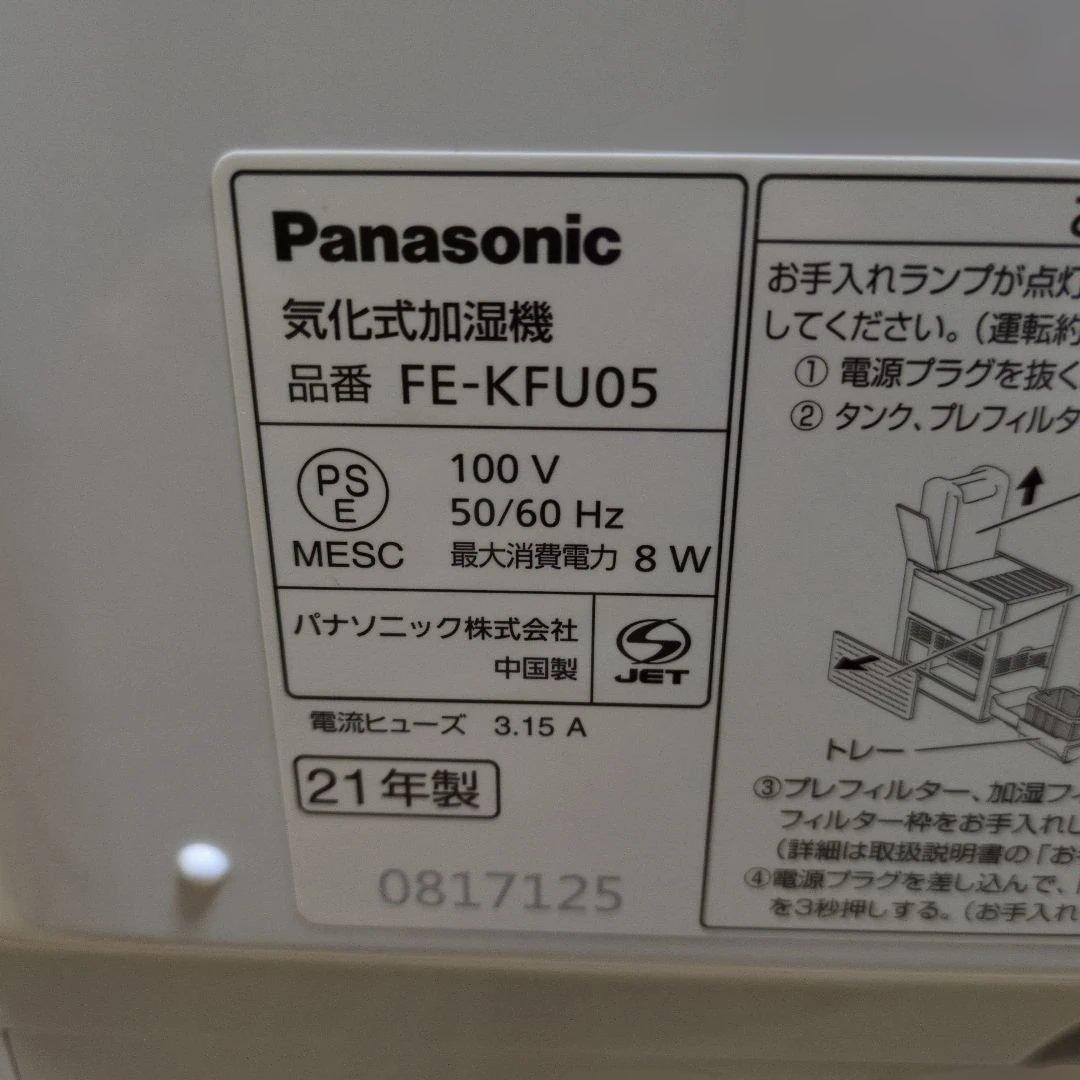 Panasonic
気化式加湿機
品番 FE-KFU05
PS
E
MESC
100 V
50/60 Hz
最大消費電力 8 W
パナソニック株式会社
中国製
JET
電流ヒューズ 3.15 A
21年製
0817125
お手入れランプが点灯
してください。(運転約
① 電源プラグを抜く
② タンク、プレフィルタ
トレー
③プレフィルター、加湿フィ
フィルター枠をお手入れし
(詳細は取扱説明書の「お
④電源プラグを差し込んで、
を3秒押しする。(お手入れ